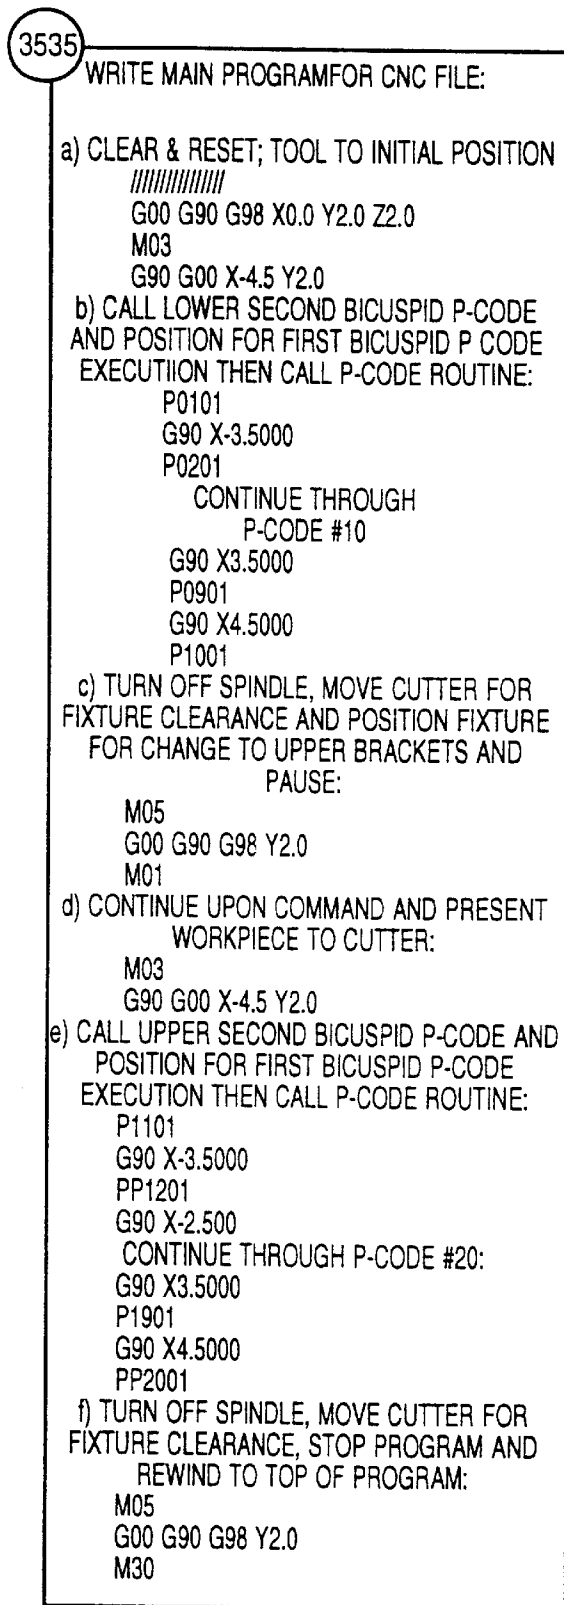 3535
WRITE MAIN PROGRAMFOR CNC FILE:
a) CLEAR & RESET; TOOL TO INITIAL POSITION
////////////////
G00 G90 G98 X0.0 Y2.0 Z2.0
M03
G90 G00 X-4.5 Y2.0
b) CALL LOWER SECOND BICUSPID P-CODE
AND POSITION FOR FIRST BICUSPID P CODE
EXECUTIION THEN CALL P-CODE ROUTINE:
P0101
G90 X-3.5000
P0201
CONTINUE THROUGH
P-CODE #10
G90 X3.5000
P0901
G90 X4.5000
P1001
c) TURN OFF SPINDLE, MOVE CUTTER FOR
FIXTURE CLEARANCE AND POSITION FIXTURE
FOR CHANGE TO UPPER BRACKETS AND
PAUSE:
M05
G00 G90 G98 Y2.0
M01
d) CONTINUE UPON COMMAND AND PRESENT
WORKPIECE TO CUTTER:
M03
G90 G00 X-4.5 Y2.0
e) CALL UPPER SECOND BICUSPID P-CODE AND
POSITION FOR FIRST BICUSPID P-CODE
EXECUTION THEN CALL P-CODE ROUTINE:
P1101
G90 X-3.5000
PP1201
G90 X-2.500
CONTINUE THROUGH P-CODE #20:
G90 X3.5000
P1901
G90 X4.5000
PP2001
f) TURN OFF SPINDLE, MOVE CUTTER FOR
FIXTURE CLEARANCE, STOP PROGRAM AND
REWIND TO TOP OF PROGRAM:
M05
G00 G90 G98 Y2.0
M30